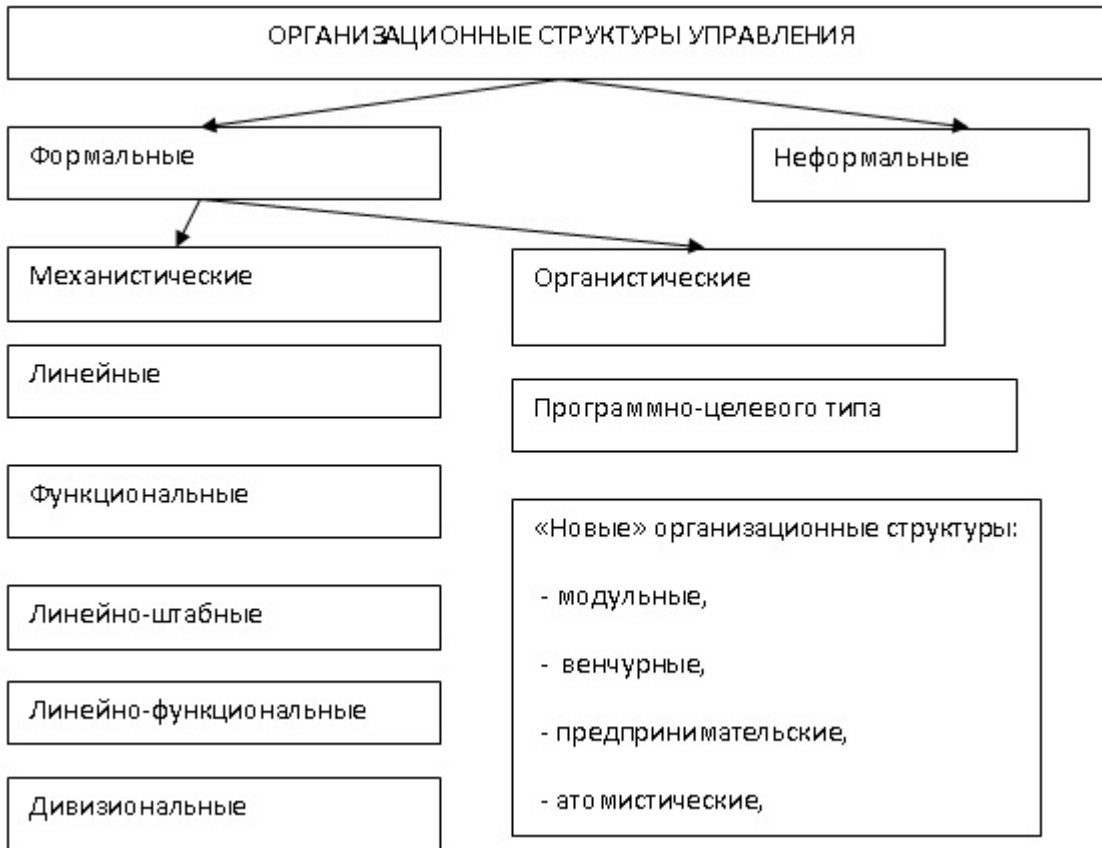 ОРГАНИЗАЦИОННЫЕ СТРУКТУРЫ УПРАВЛЕНИЯ
Формальные
Неформальные
Механистические
Линейные
Функциональные
Линейно-штабные
Линейно-функциональные
Дивизиональные
Органистические
Программно-целевого типа
«Новые» организационные структуры:
- модульные,
- венчурные,
- предпринимательские,
- атомистические,